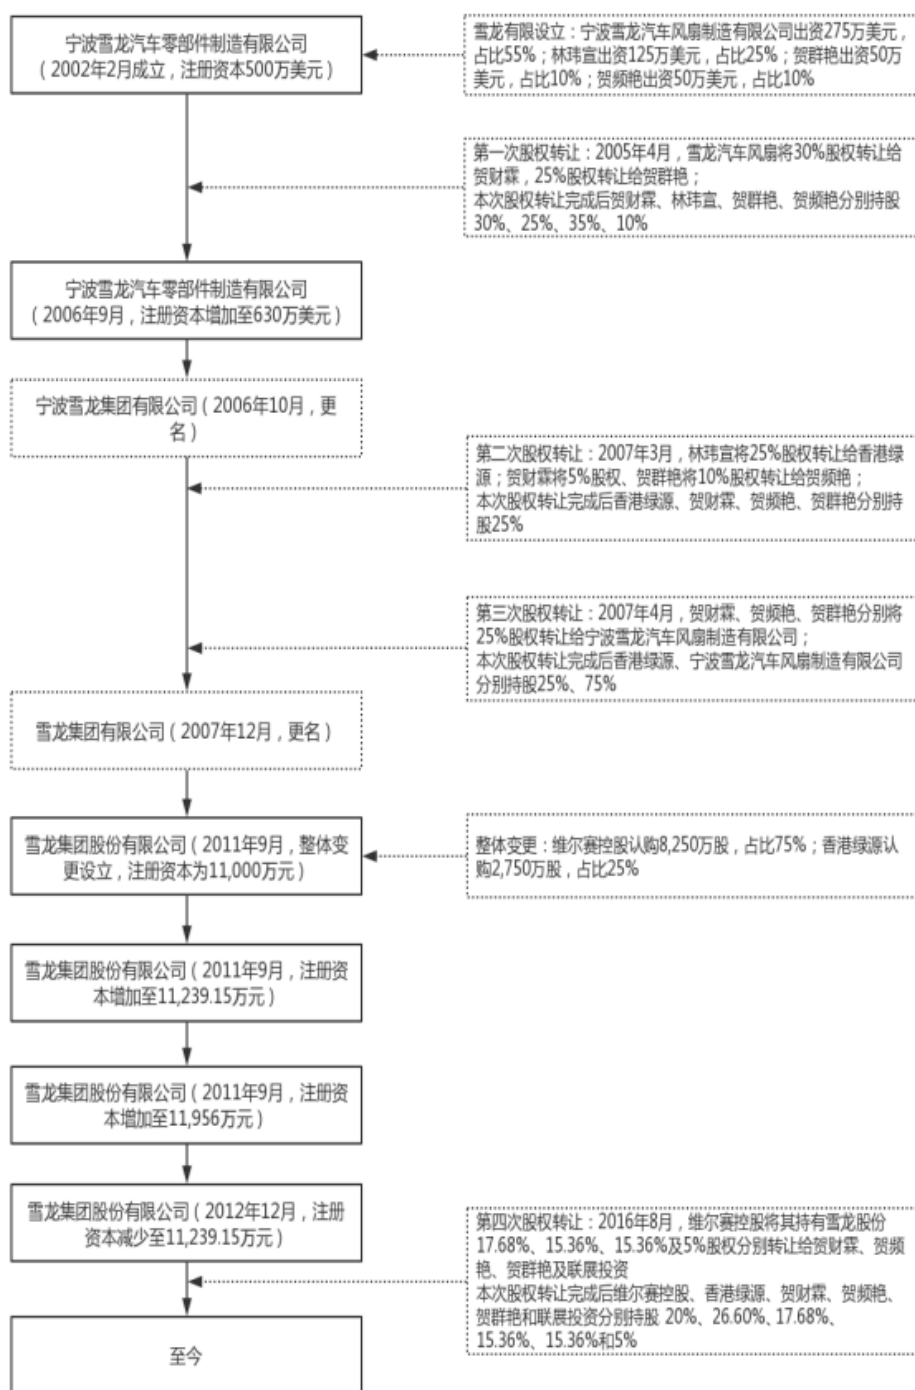 宁波雪龙汽车零部件制造有限公司
（2002年2月成立，注册资本500万美元）
雪龙有限设立：宁波雪龙汽车风扇制造有限公司出资275万美元，
占比55%；林玮宣出资125万美元，占比25%；贺群艳出资50万
美元，占比10%；贺频艳出资50万美元，占比10%
第一次股权转让：2005年4月，雪龙汽车风扇将30%股权转让给
贺财霖，25%股权转让给贺群艳；
本次股权转让完成后贺财霖、林玮宣、贺群艳、贺频艳分别持股
30%、25%、35%、10%
宁波雪龙汽车零部件制造有限公司
（2006年9月，注册资本增加至630万美元）
宁波雪龙集团有限公司（2006年10月，更
名）
第二次股权转让：2007年3月，林玮宣将25%股权转让给香港绿
源；贺财霖将5%股权、贺群艳将10%股权转让给贺频艳；
本次股权转让完成后香港绿源、贺财霖、贺频艳、贺群艳分别持
股25%
第三次股权转让：2007年4月，贺财霖、贺频艳、贺群艳分别将
25%股权转让给宁波雪龙汽车风扇制造有限公司；
本次股权转让完成后香港绿源、宁波雪龙汽车风扇制造有限公司
分别持股25%、75%
雪龙集团有限公司（2007年12月，更名）
雪龙集团股份有限公司（2011年9月，整体变
更设立，注册资本为11,000万元）
整体变更：维尔赛控股认购8,250万股，占比75%；香港绿源认
购2,750万股，占比25%
雪龙集团股份有限公司（2011年9月，注册资
本增加至11,239.15万元）
雪龙集团股份有限公司（2011年9月，注册资
本增加至11,956万元）
雪龙集团股份有限公司（2012年12月，注册
资本减少至11,239.15万元）
第四次股权转让：2016年8月，维尔赛控股将其持有雪龙股份
17.68%、15.36%、15.36%及5%股权分别转让给贺财霖、贺频
艳、贺群艳及联展投资
本次股权转让完成后维尔赛控股、香港绿源、贺财霖、贺频艳、
贺群艳和联展投资分别持股 20%、26.60%、17.68%、
15.36%、15.36%和5%
至今